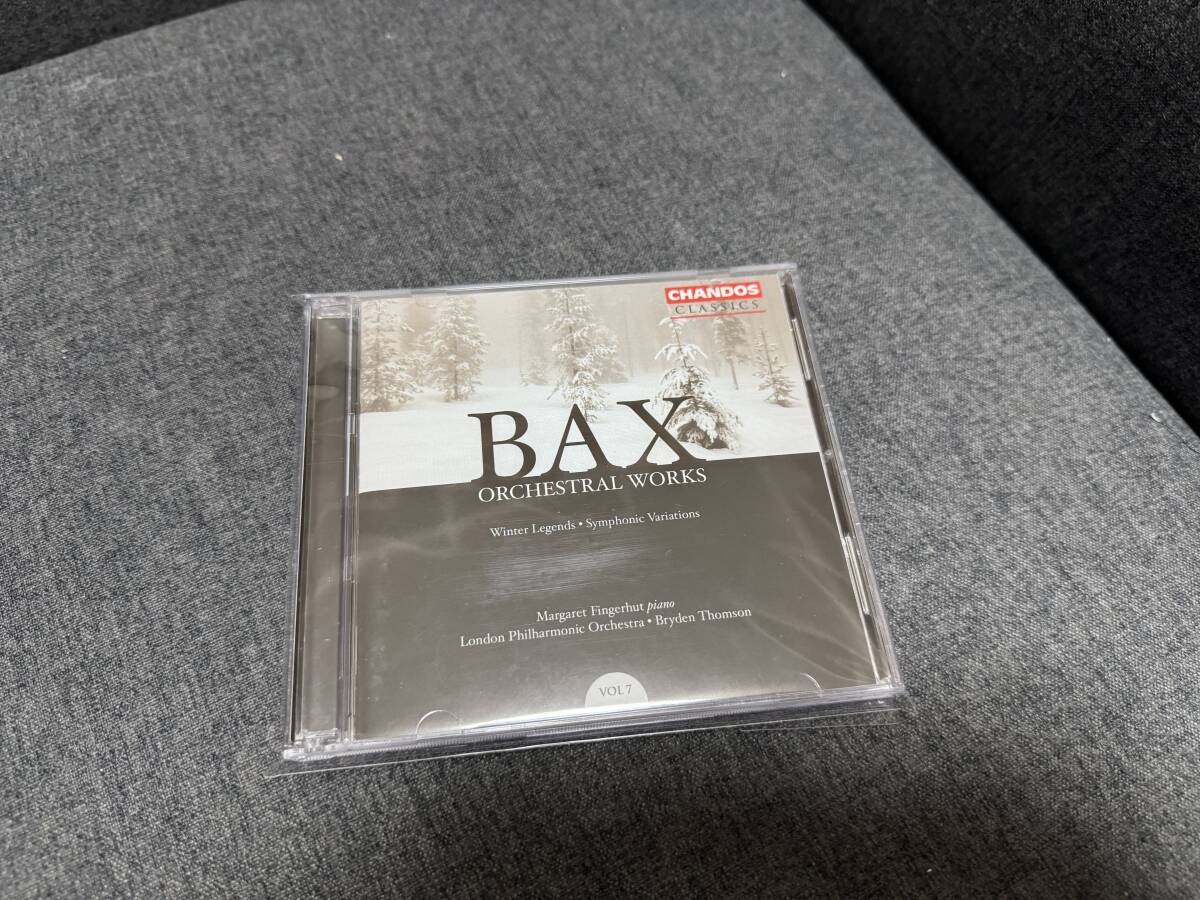 CHANDOS
CLASSICS
BAX
ORCHESTRAL WORKS
Winter Legends • Symphonic Variations
Margaret Fingerhut piano
London Philharmonic Orchestra • Bryden Thomson
VOL 7